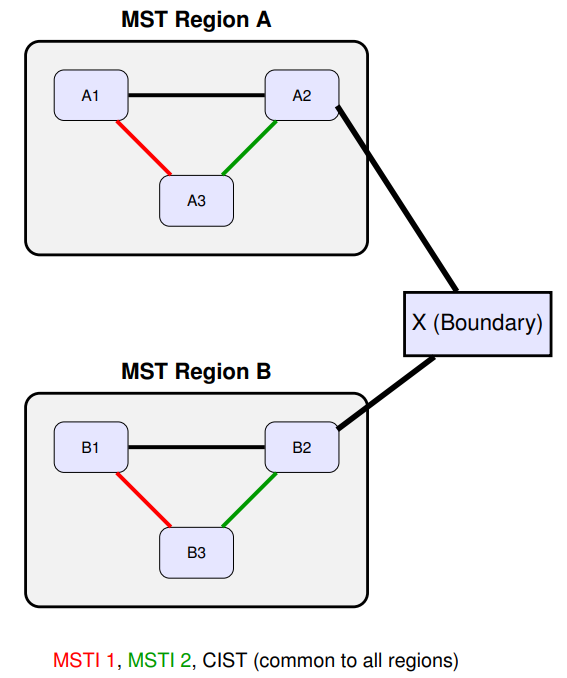 MST Region A
A1
A2
A3
X (Boundary)
MST Region B
B1
B2
B3
MSTI 1, MSTI 2, CIST (common to all regions)